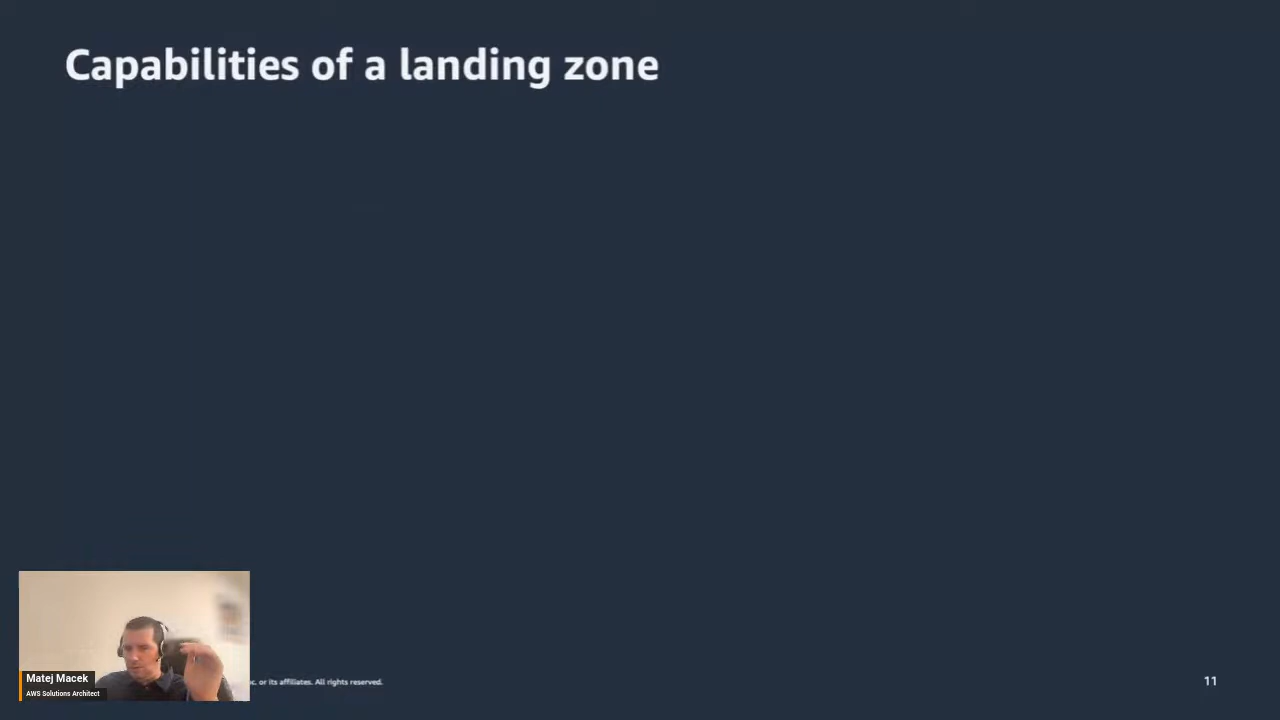 Capabilities of a landing zone
Matej Macek
AWS Solutions Architect
or its affiliates. All rights reserved.
11